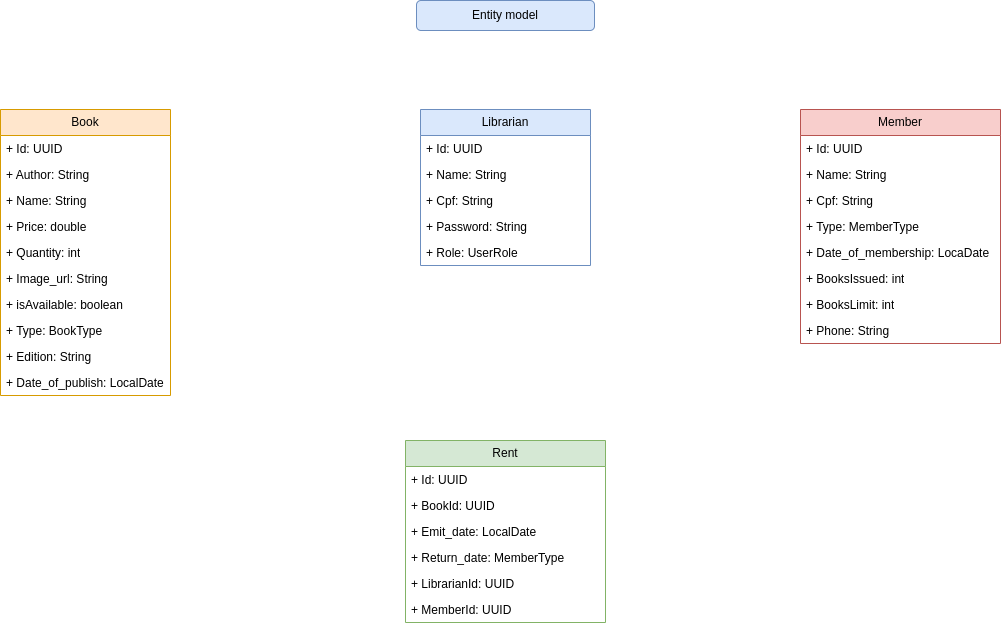 Entity model
Book
+ Id: UUID
+ Author: String
+ Name: String
+ Price: double
+ Quantity: int
+ Image_url: String
+ isAvailable: boolean
+ Type: BookType
+ Edition: String
+ Date_of_publish: LocalDate
Librarian
+ Id: UUID
+ Name: String
+ Cpf: String
+ Password: String
+ Role: UserRole
Member
+ Id: UUID
+ Name: String
+ Cpf: String
+ Type: MemberType
+ Date_of_membership: LocaDate
+ BooksIssued: int
+ BooksLimit: int
+ Phone: String
Rent
+ Id: UUID
+ BookId: UUID
+ Emit_date: LocalDate
+ Return_date: MemberType
+ LibrarianId: UUID
+ MemberId: UUID